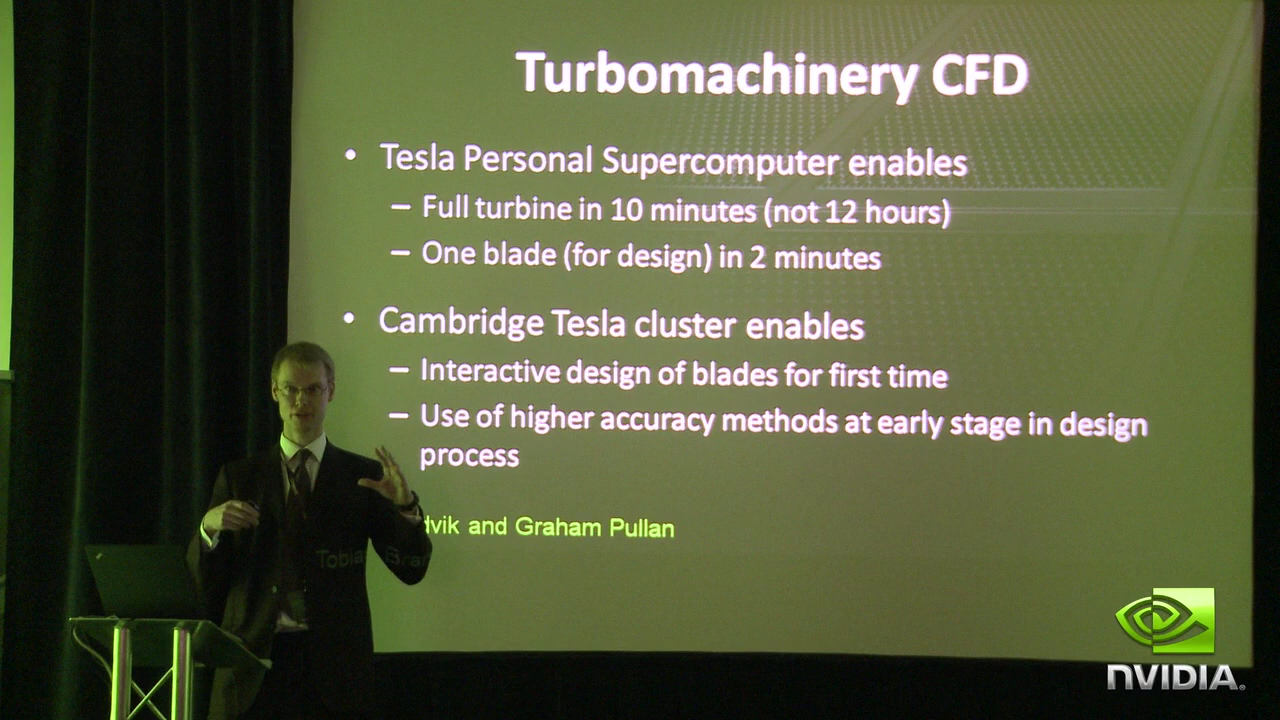 Turbomachinery CFD
• Tesla Personal Supercomputer enables
– Full turbine in 10 minutes (not 12 hours)
– One blade (for design) in 2 minutes
• Cambridge Tesla cluster enables
– Interactive design of blades for first time
– Use of higher accuracy methods at early stage in design
process
Tobias Brandvik and Graham Pullan
NVIDIA